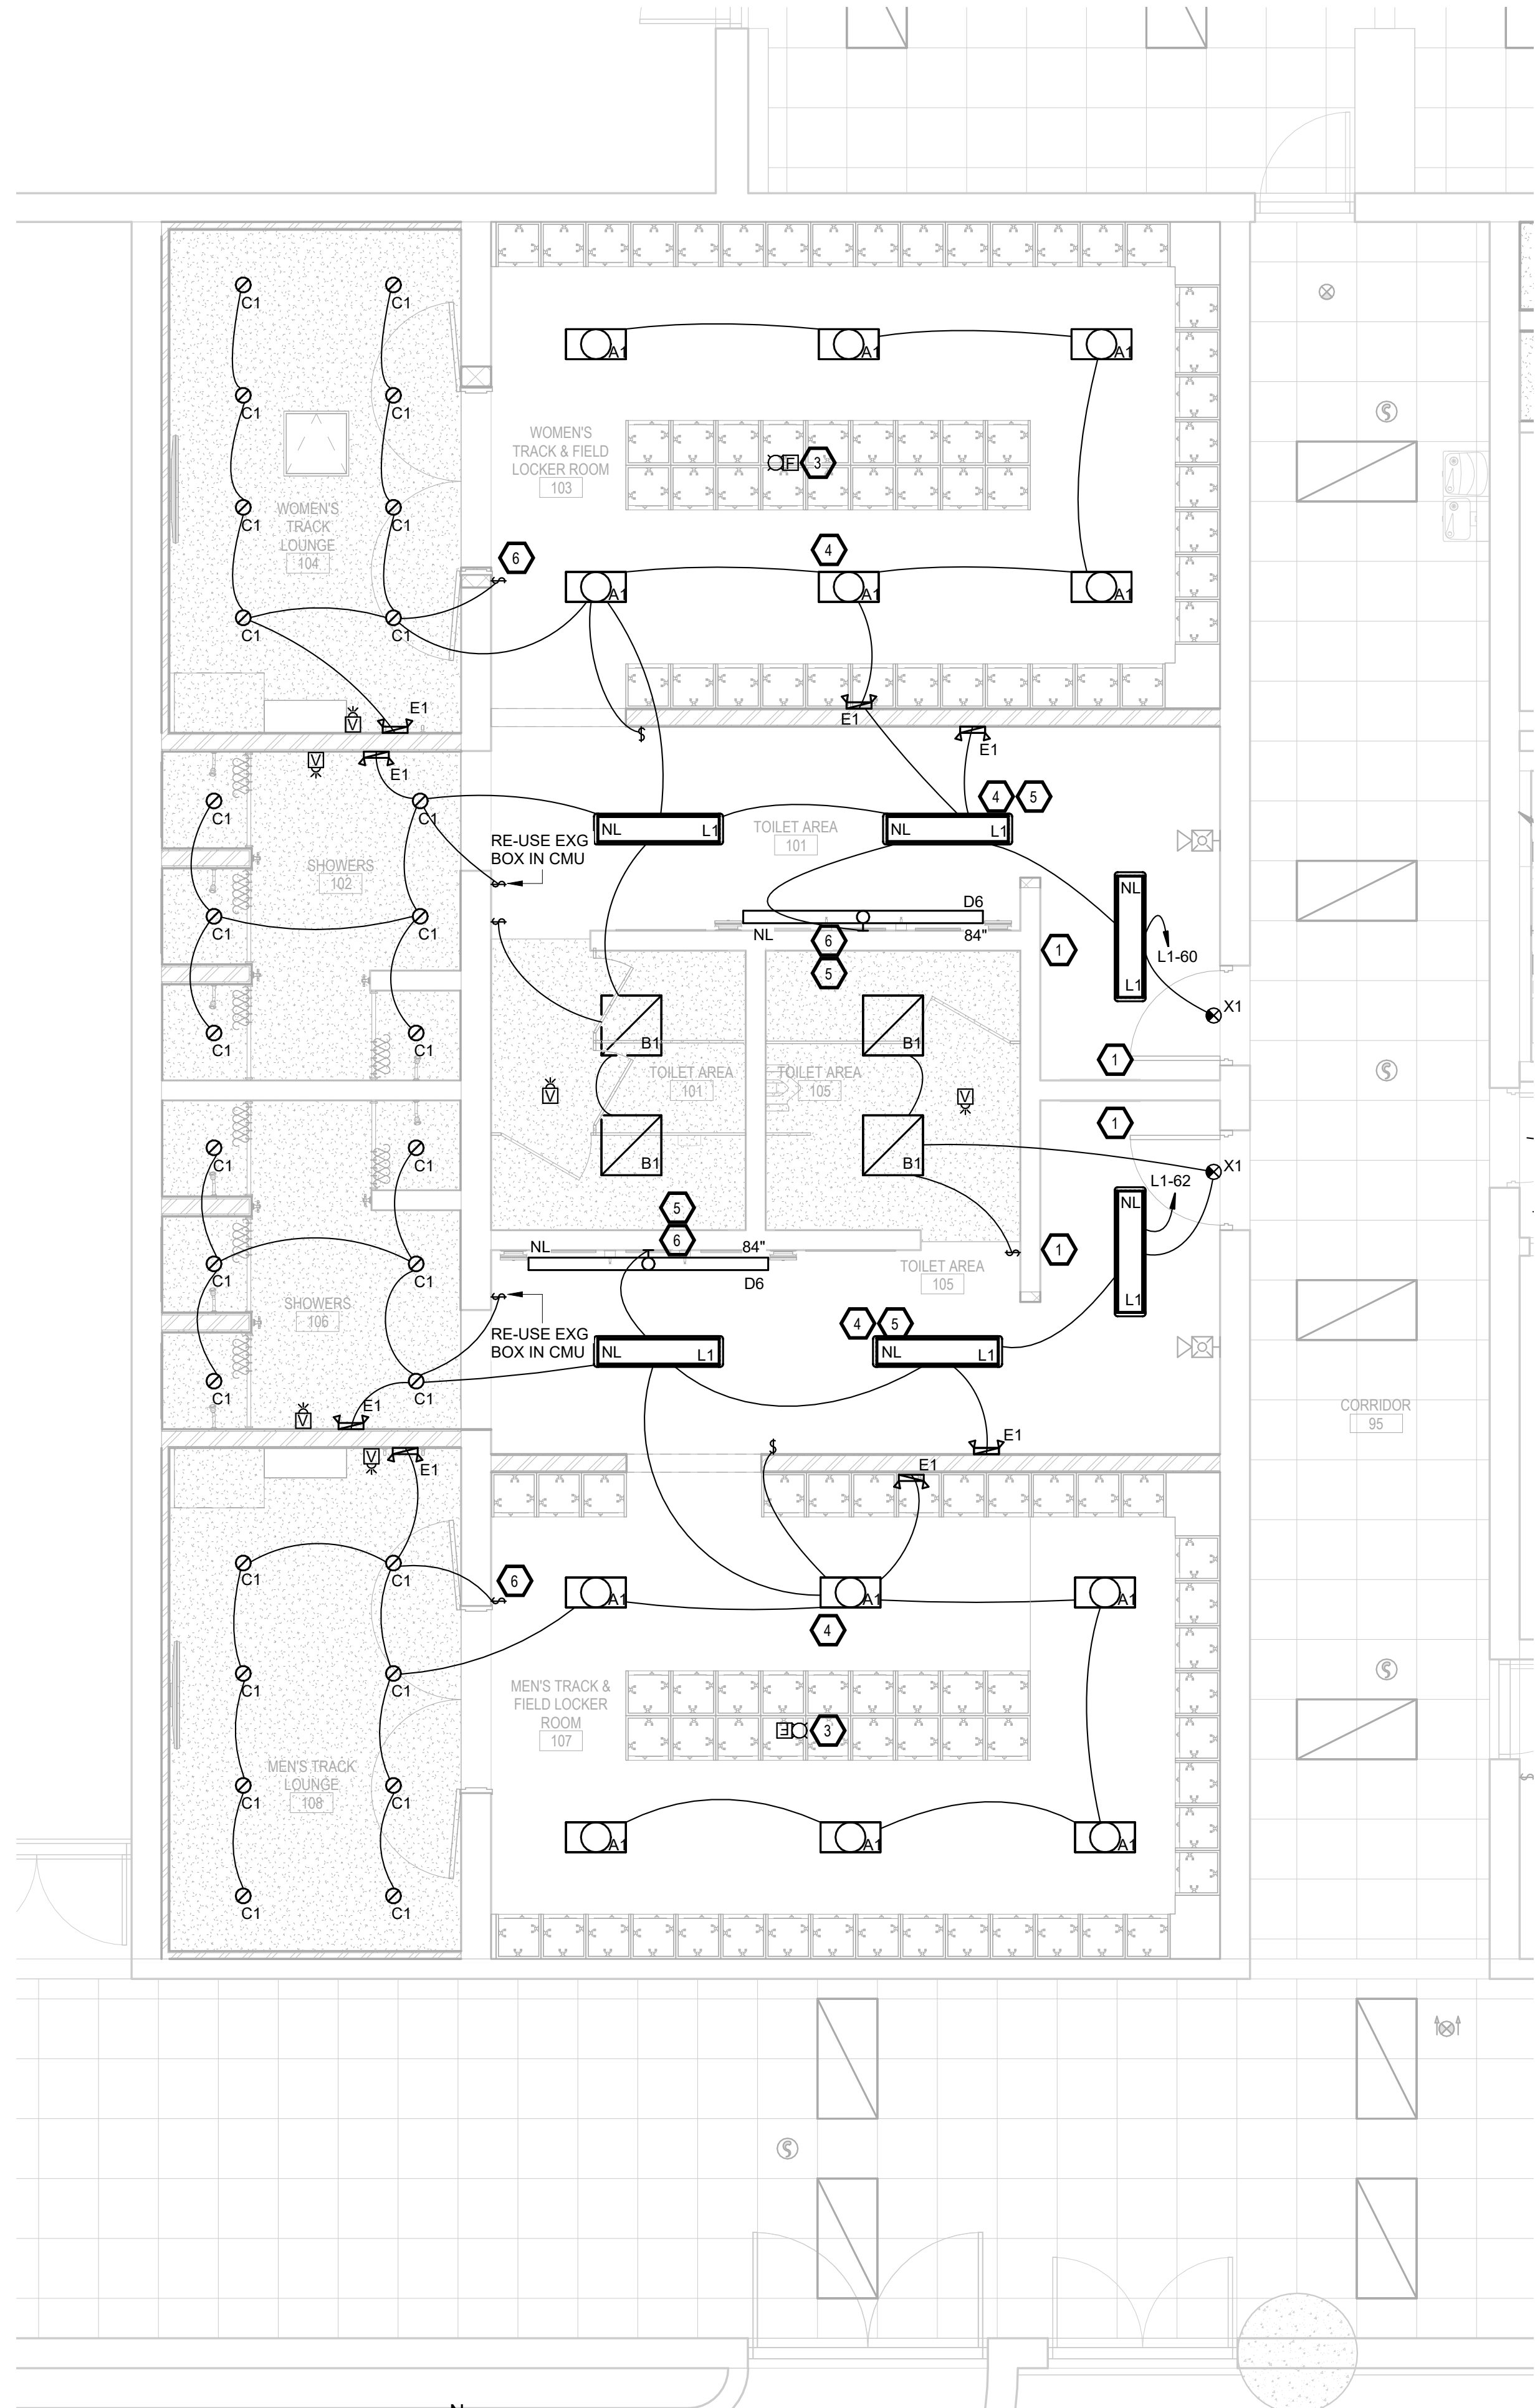 C1
C1
A1
A1
A1
C1
C1
WOMEN'S
TRACK & FIELD
LOCKER ROOM
103
F
3
WOMEN'S
TRACK
LOUNGE
104
C1
C1
6
4
C1
C1
A1
A1
A1
V
E1
E1
$
V
E1
E1
4
5
C1
C1
NL
L1
TOILET AREA
101
NL
L1
RE-USE EXG
BOX IN CMU
SHOWERS
102
NL
L1
D6
NL
84"
C1
C1
6
5
1
L1-60
X1
C1
C1
B1
B1
1
TOILET AREA
101
TOILET AREA
105
V
V
1
C1
C1
B1
B1
X1
L1-62
NL
L1
5
6
NL
84"
D6
1
TOILET AREA
105
C1
C1
SHOWERS
106
RE-USE EXG
BOX IN CMU
4
5
NL
L1
NL
L1
C1
C1
E1
V
CORRIDOR
95
V
E1
$
E1
E1
C1
C1
6
A1
A1
A1
4
C1
C1
MEN'S TRACK &
FIELD LOCKER
ROOM
107
F
3
MEN'S TRACK
LOUNGE
108
C1
C1
A1
A1
A1
C1
C1